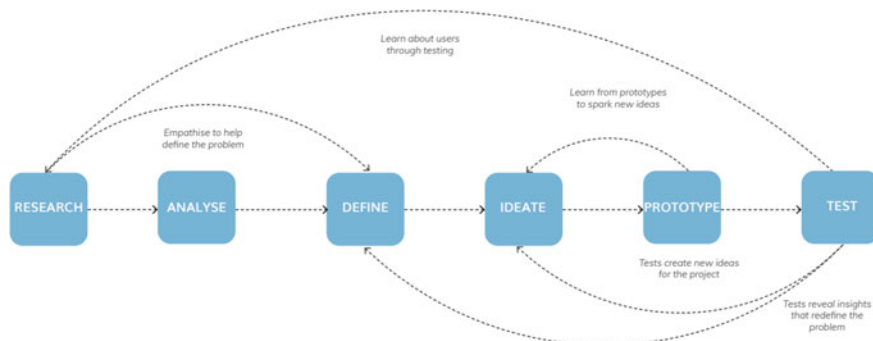 Learn about users
through testing
Learn from prototypes
to spark new ideas
Empathise to help
define the problem
RESEARCH
ANALYSE
DEFINE
IDEATE
PROTOTYPE
TEST
Tests create new ideas
for the project
Tests reveal insights
that redefine the
problem